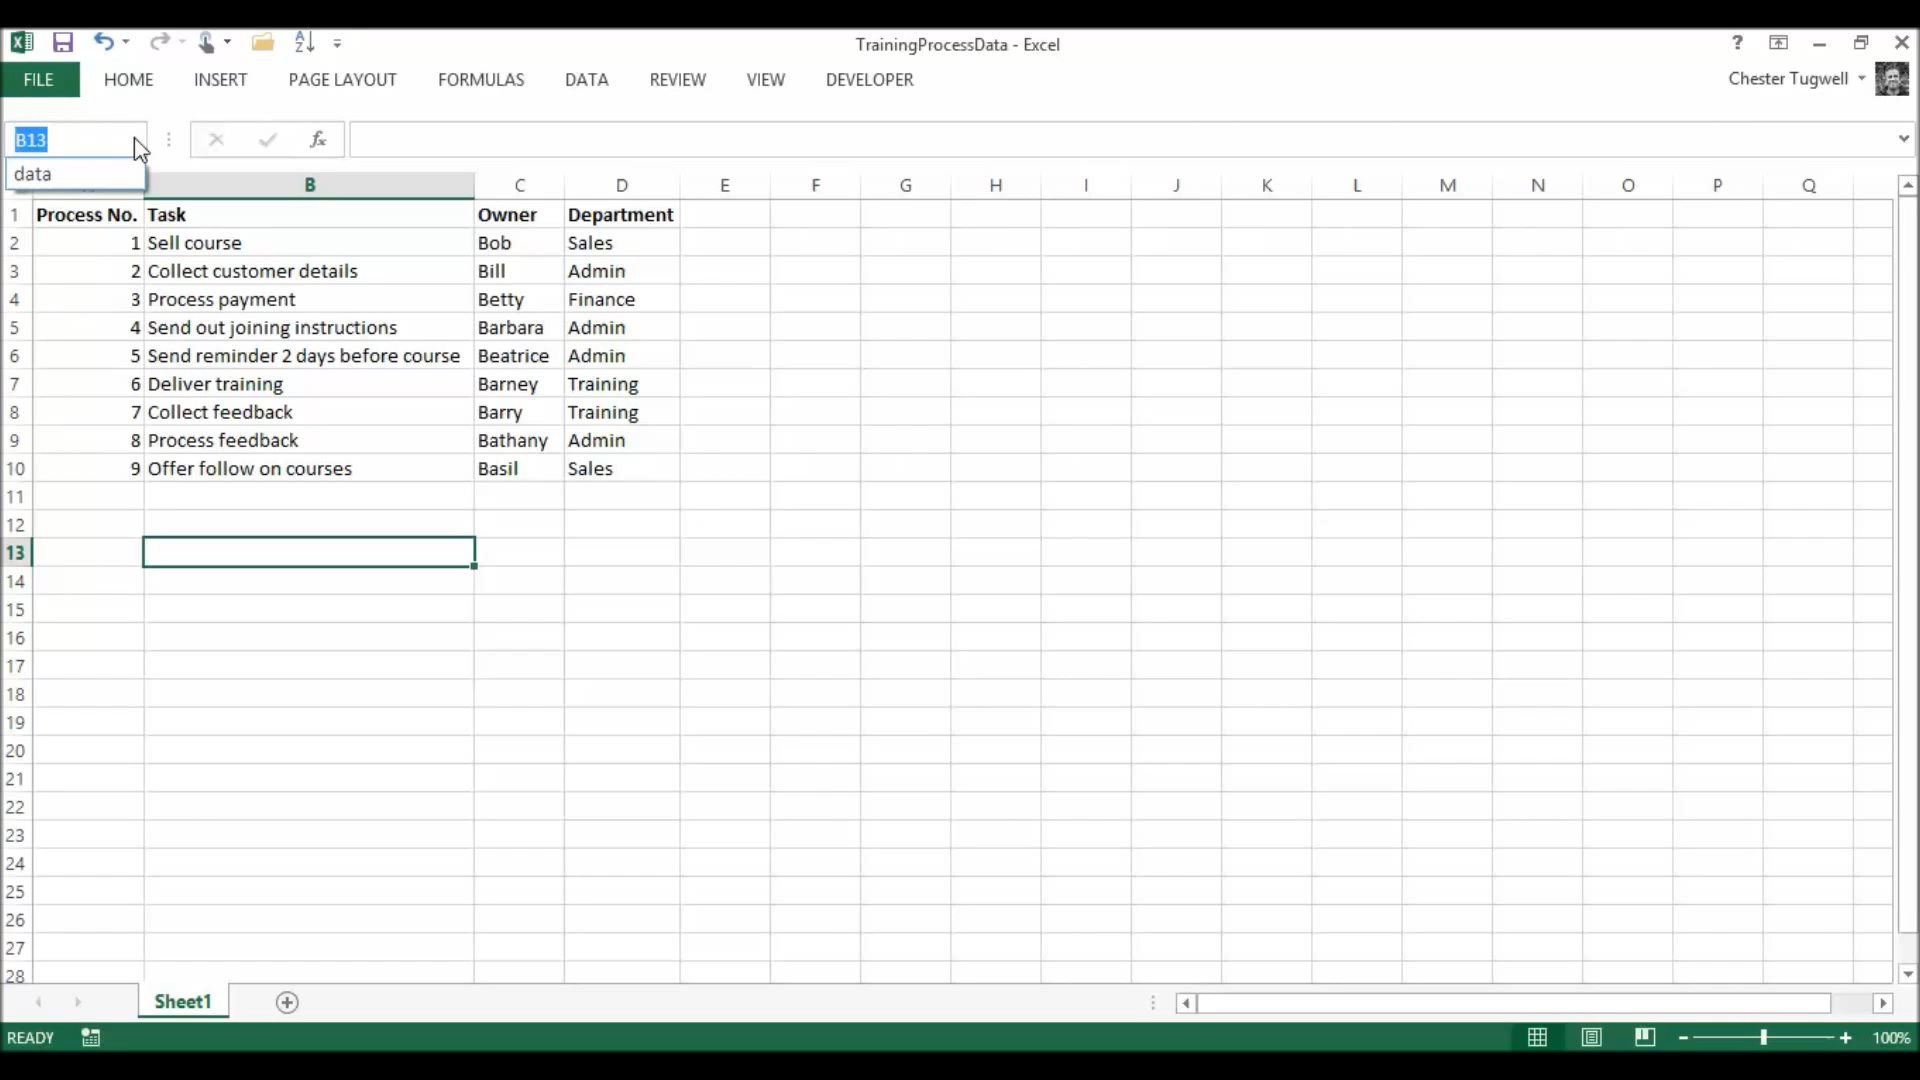 TrainingProcessData - Excel
?
FILE HOME INSERT PAGE LAYOUT FORMULAS DATA REVIEW VIEW DEVELOPER Chester Tugwell
B13 fx
data
B C D E F G H I J K L M N O P Q
1 Process No. Task Owner Department
2 1 Sell course Bob Sales
3 2 Collect customer details Bill Admin
4 3 Process payment Betty Finance
5 4 Send out joining instructions Barbara Admin
6 5 Send reminder 2 days before course Beatrice Admin
7 6 Deliver training Barney Training
8 7 Collect feedback Barry Training
9 8 Process feedback Bathany Admin
10 9 Offer follow on courses Basil Sales
11
12
13
14
15
16
17
18
19
20
21
22
23
24
25
26
27
28
Sheet1
READY 100%